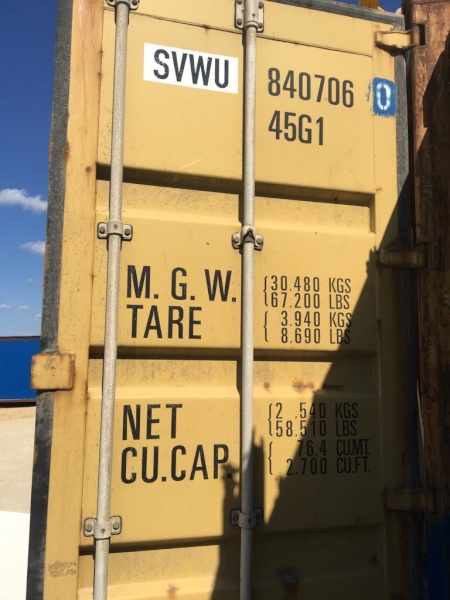 SVWU 840706 0
45G1
M. G. W. 30.480 KGS
67.200 LBS
TARE 3.940 KGS
8.690 LBS
NET 2 .540 KGS
58.510 LBS
CU.CAP. 76.4 CU.MT.
2.700 CU.FT.